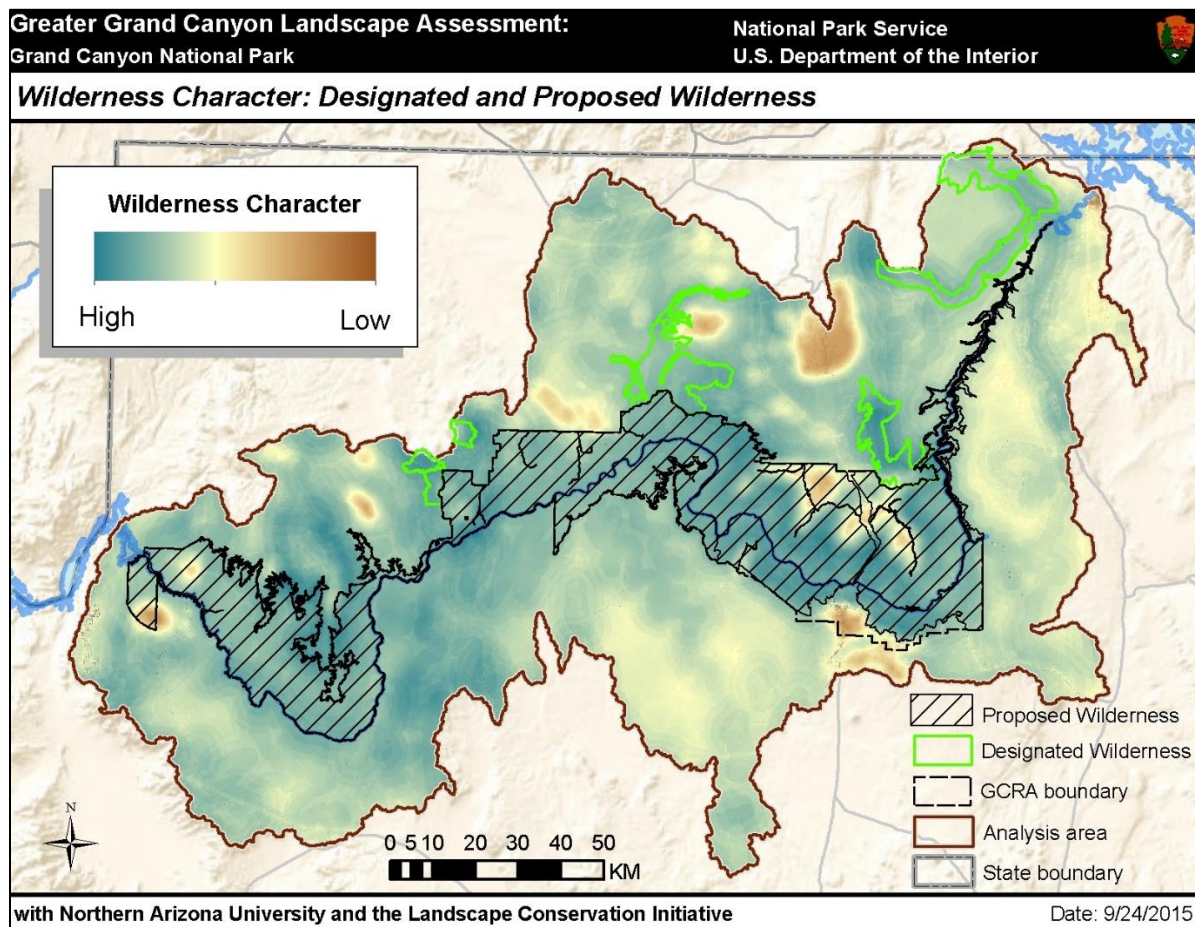 Greater Grand Canyon Landscape Assessment:
Grand Canyon National Park
National Park Service
U.S. Department of the Interior
Wilderness Character: Designated and Proposed Wilderness
Wilderness Character
High Low
Proposed Wilderness
Designated Wilderness
GCRA boundary
Analysis area
State boundary
N
0 5 10 20 30 40 50
KM
with Northern Arizona University and the Landscape Conservation Initiative
Date: 9/24/2015